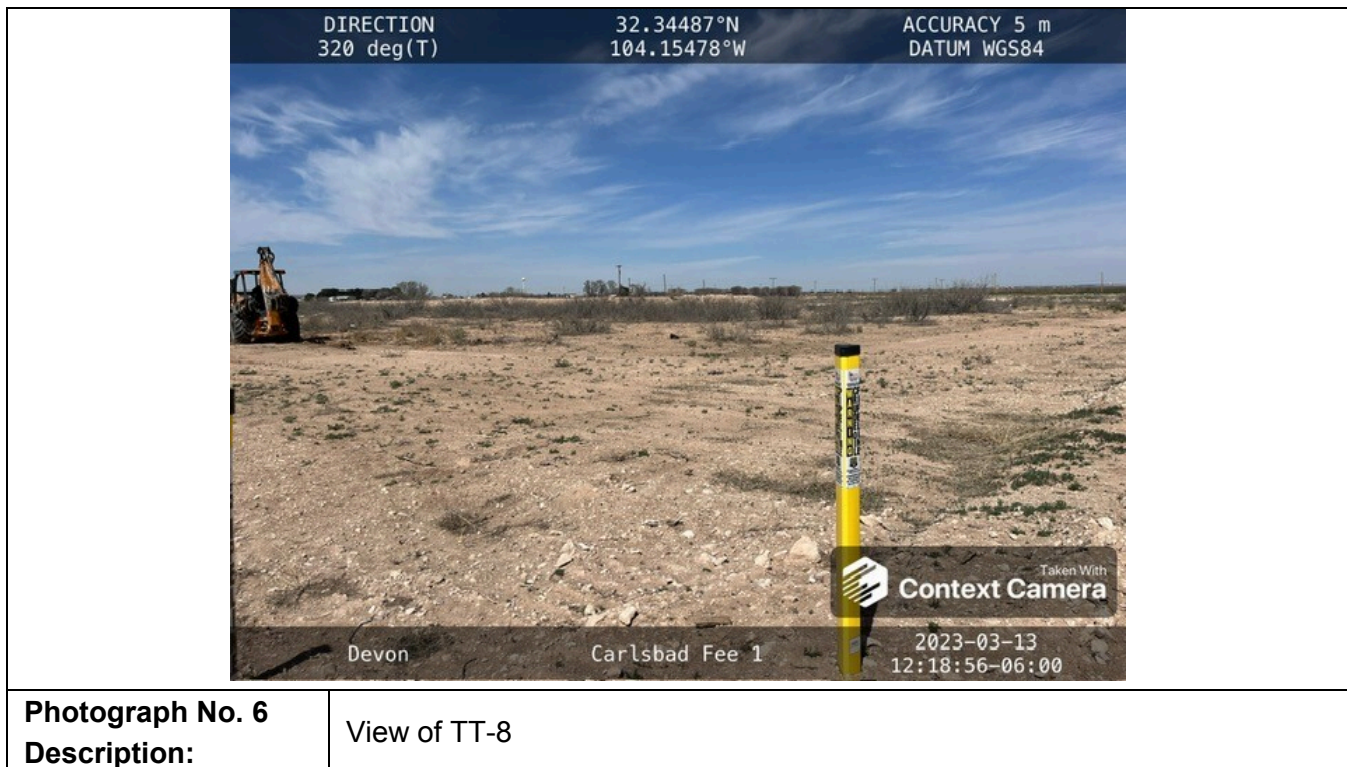 DIRECTION
320 deg(T)
32.34487°N
104.15478°W
ACCURACY 5 m
DATUM WGS84
Taken With
Context Camera
Devon
Carlsbad Fee 1
2023-03-13
12:18:56-06:00
Photograph No. 6
Description:
View of TT-8